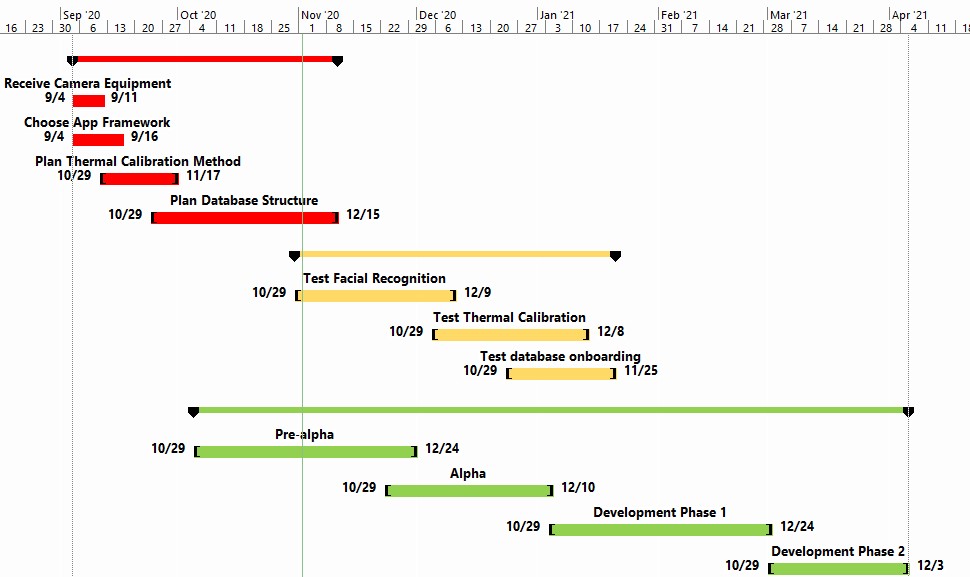 Sep '20 Oct '20 Nov '20 Dec '20 Jan '21 Feb '21 Mar '21 Apr '21
16 23 30 6 13 20 27 4 11 18 25 1 8 15 22 29 6 13 20 27 3 10 17 24 31 7 14 21 28 7 14 21 28 4 11 18
Receive Camera Equipment
9/4 9/11
Choose App Framework
9/4 9/16
Plan Thermal Calibration Method
10/29 11/17
Plan Database Structure
10/29 12/15
Test Facial Recognition
10/29 12/9
Test Thermal Calibration
10/29 12/8
Test database onboarding
10/29 11/25
Pre-alpha
10/29 12/24
Alpha
10/29 12/10
Development Phase 1
10/29 12/24
Development Phase 2
10/29 12/3